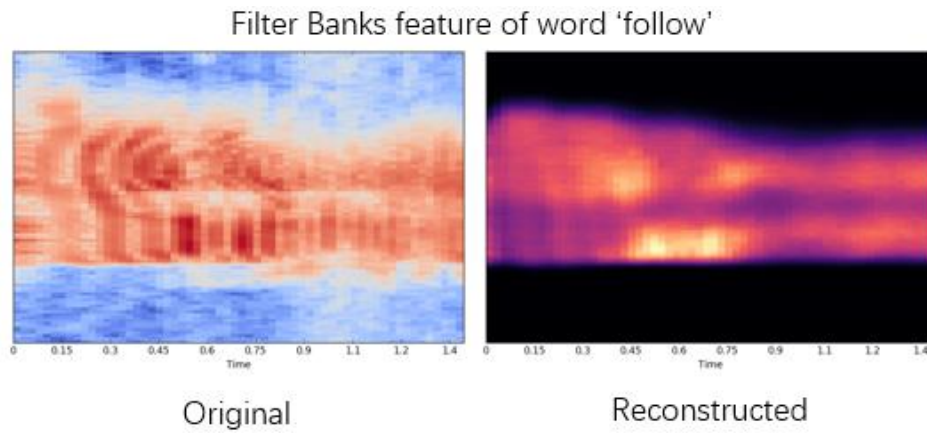 Filter Banks feature of word ‘follow’
0 0.15 0.3 0.45 0.6 0.75 0.9 1.1 1.2 1.4
Time
0 0.15 0.3 0.45 0.6 0.75 0.9 1.1 1.2 1.4
Time
Original
Reconstructed